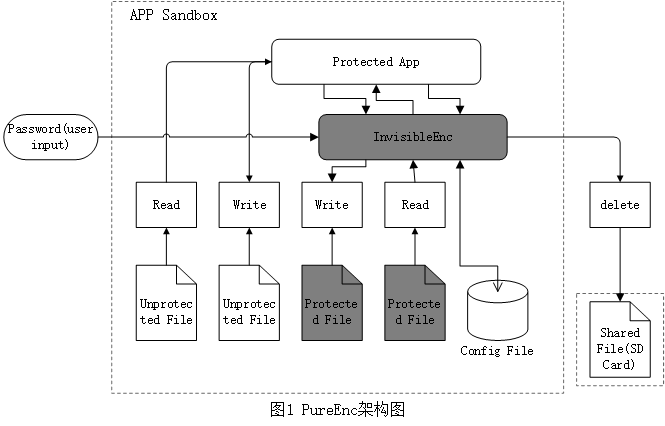 APP Sandbox
Protected App
Password(user
input)
InvisibleEnc
Read
Write
Write
Read
delete
Unprotec
ted File
Unprotec
ted File
Protecte
d File
Protecte
d File
Config File
Shared
File(SD
Card)
图1 PureEnc架构图